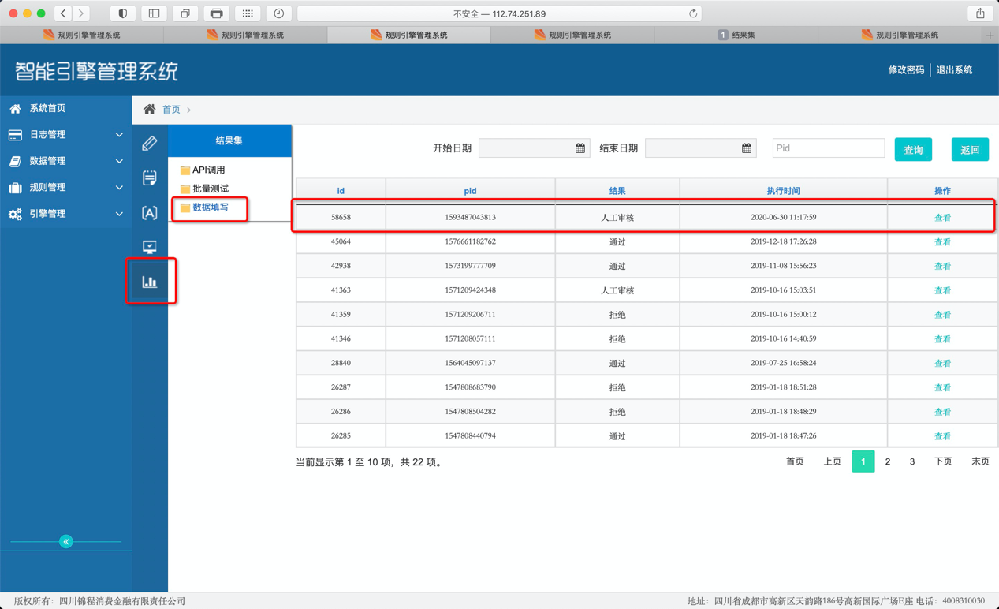 不安全 — 112.74.251.89
规则引擎管理系统 规则引擎管理系统 规则引擎管理系统 规则引擎管理系统 1 结果集 规则引擎管理系统
智能引擎管理系统 修改密码 退出系统
系统首页
日志管理
数据管理
规则管理
引擎管理
首页
结果集
API调用
批量测试
数据填写
开始日期 结束日期 Pid 查询 返回
id pid 结果 执行时间 操作
58658 1593487043813 人工审核 2020-06-30 11:17:59 查看
45064 1576661182762 通过 2019-12-18 17:26:28 查看
42938 1573199777709 通过 2019-11-08 15:56:23 查看
41363 1571209424348 人工审核 2019-10-16 15:03:51 查看
41359 1571209206711 拒绝 2019-10-16 15:00:12 查看
41346 1571208057111 拒绝 2019-10-16 14:40:59 查看
28840 1564045097137 通过 2019-07-25 16:58:24 查看
26287 1547808683790 拒绝 2019-01-18 18:51:28 查看
26286 1547808504282 拒绝 2019-01-18 18:48:29 查看
26285 1547808440794 通过 2019-01-18 18:47:26 查看
当前显示第 1 至 10 项，共 22 项。 首页 上页 1 2 3 下页 末页
版权所有：四川锦程消费金融有限责任公司 地址：四川省成都市高新区天韵路186号高新国际广场E座 电话：4008310030